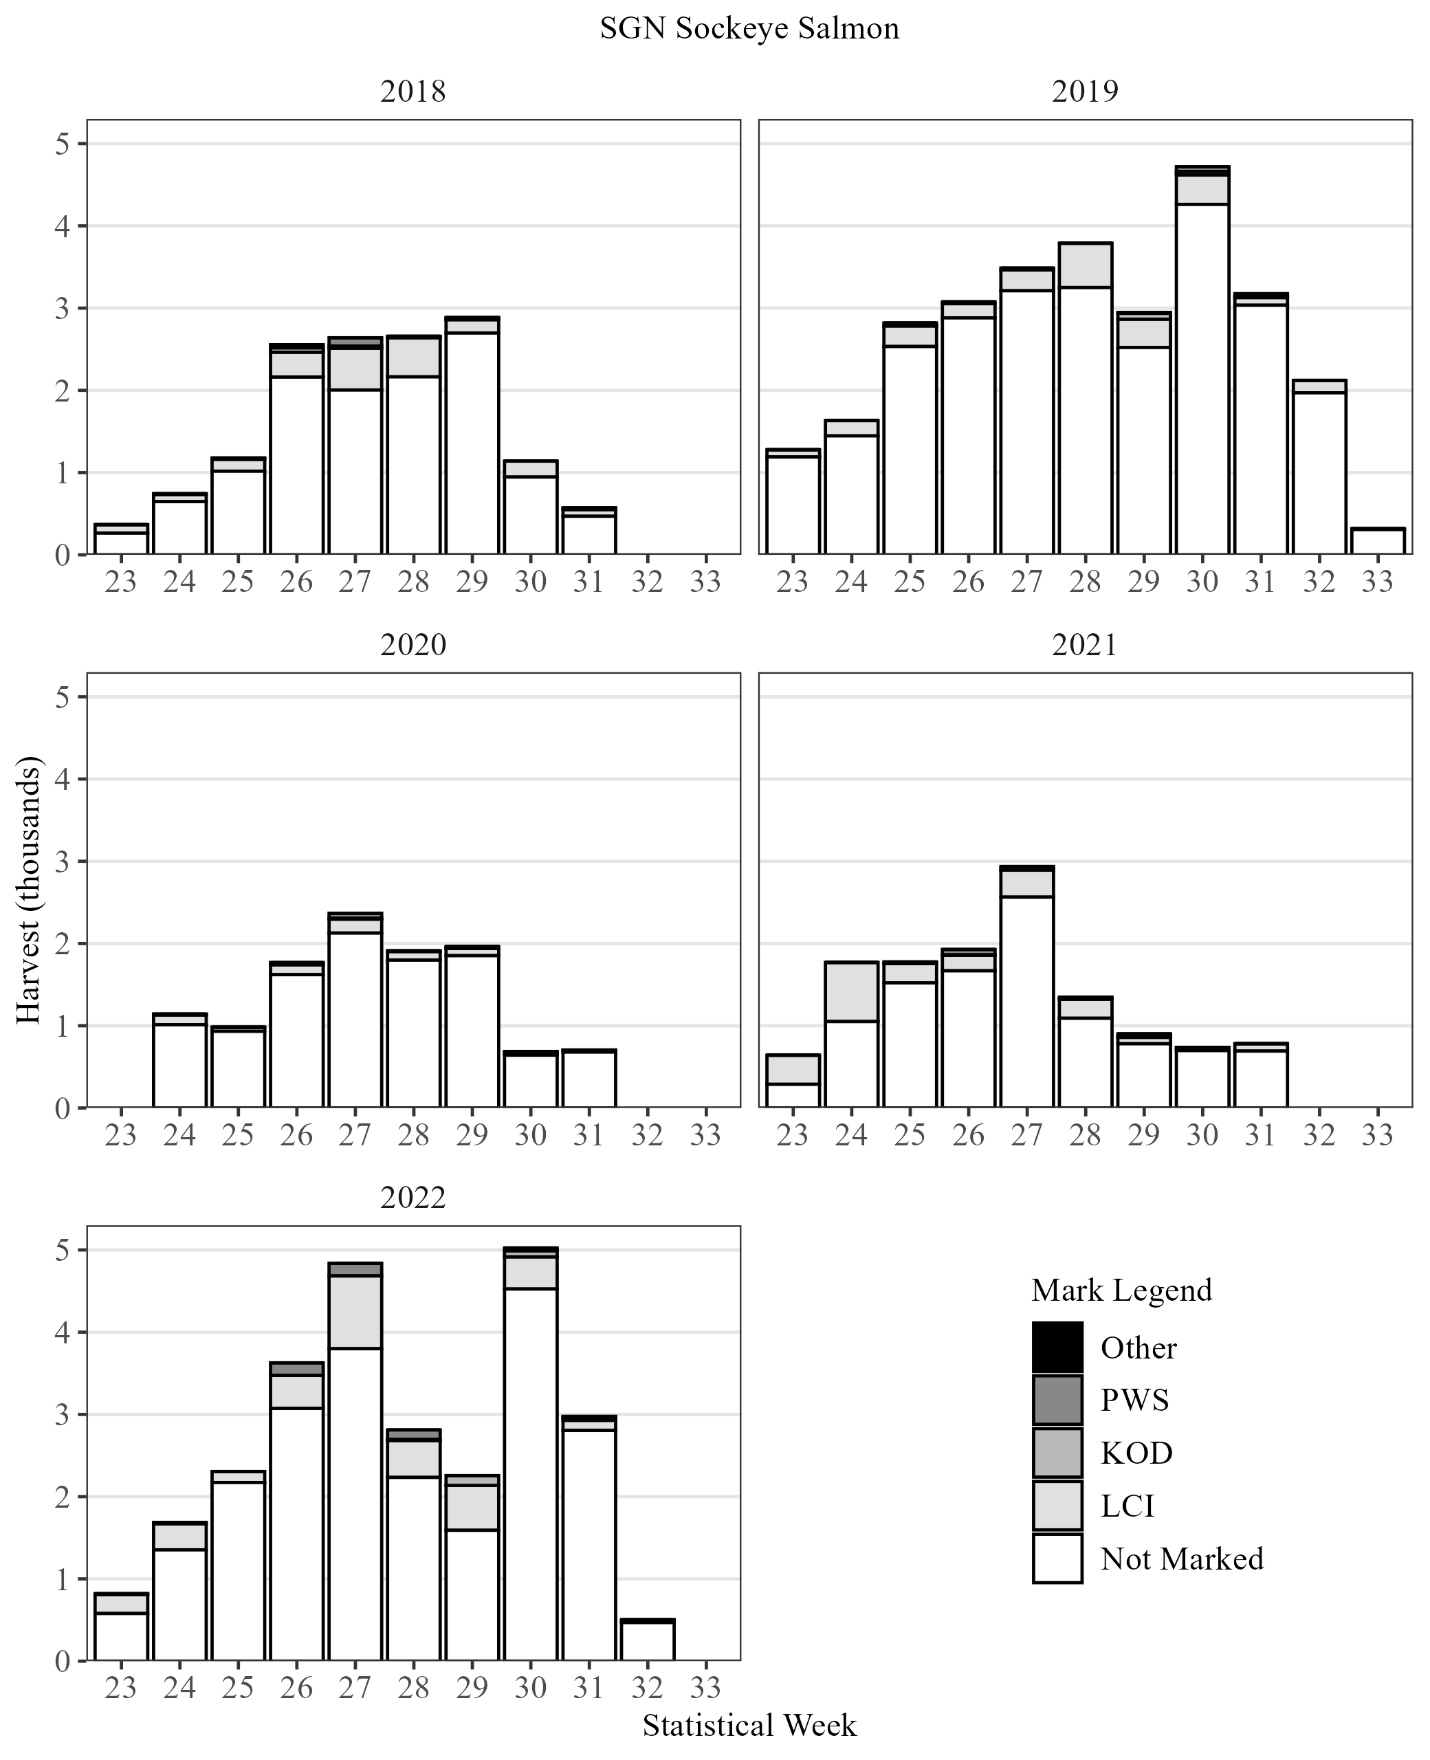 SGN Sockeye Salmon
2018
2019
5
4
3
2
1
0
23 24 25 26 27 28 29 30 31 32 33
23 24 25 26 27 28 29 30 31 32 33
2020
2021
5
4
3
2
1
0
Harvest (thousands)
23 24 25 26 27 28 29 30 31 32 33
23 24 25 26 27 28 29 30 31 32 33
2022
5
4
3
2
1
0
23 24 25 26 27 28 29 30 31 32 33
Mark Legend
Other
PWS
KOD
LCI
Not Marked
Statistical Week